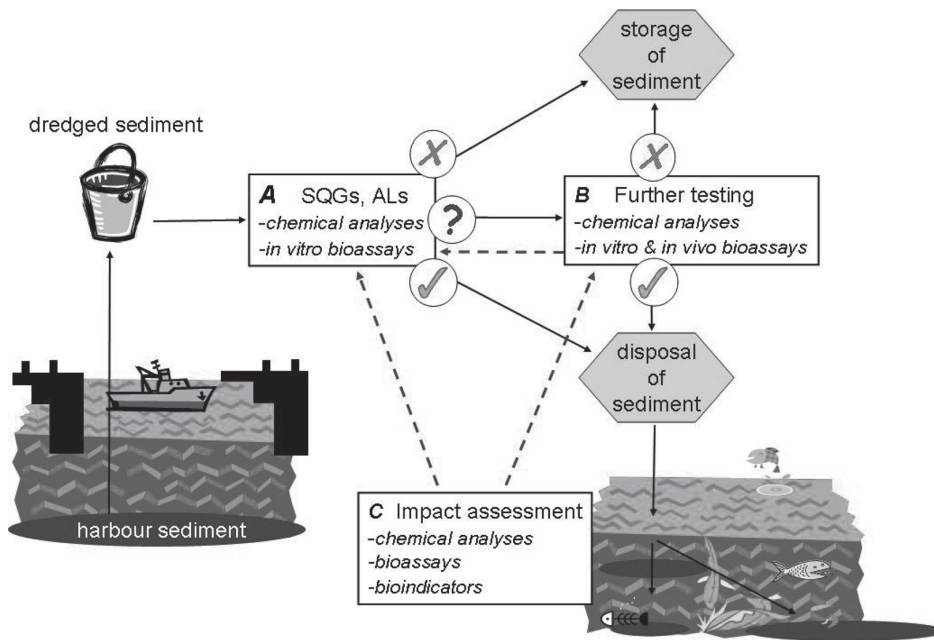 storage
of
sediment
dredged sediment
X
A SQGs, ALs
-chemical analyses
-in vitro bioassays
?
X
B Further testing
-chemical analyses
-in vitro & in vivo bioassays
disposal
of
sediment
harbour sediment
C Impact assessment
-chemical analyses
-bioassays
-bioindicators